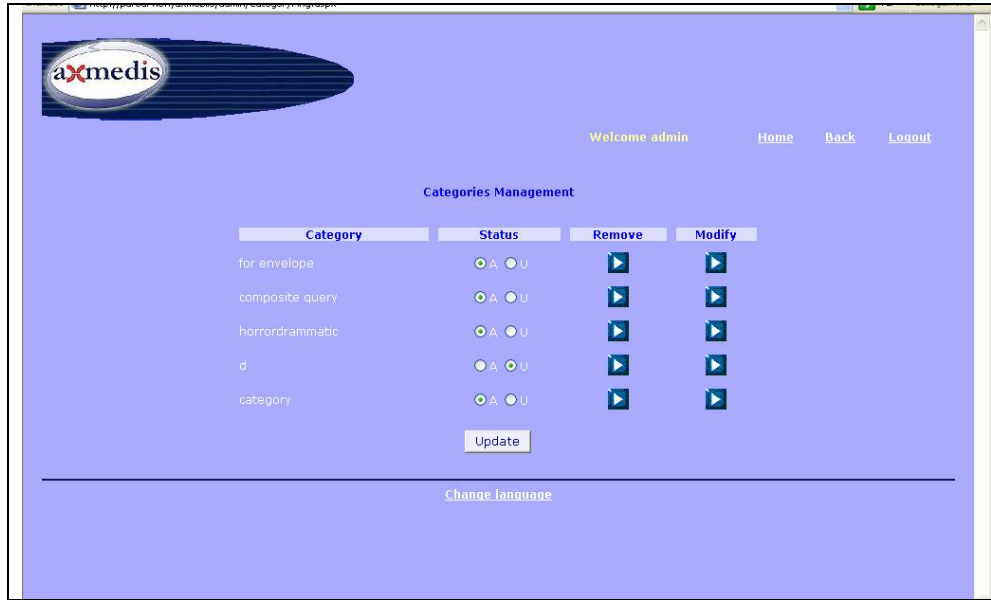 axmedis
Welcome admin Home Back Logout
Categories Management
Category Status Remove Modify
for envelope A U
composite query A U
horrordrammatic A U
d A U
category A U
Update
Change language